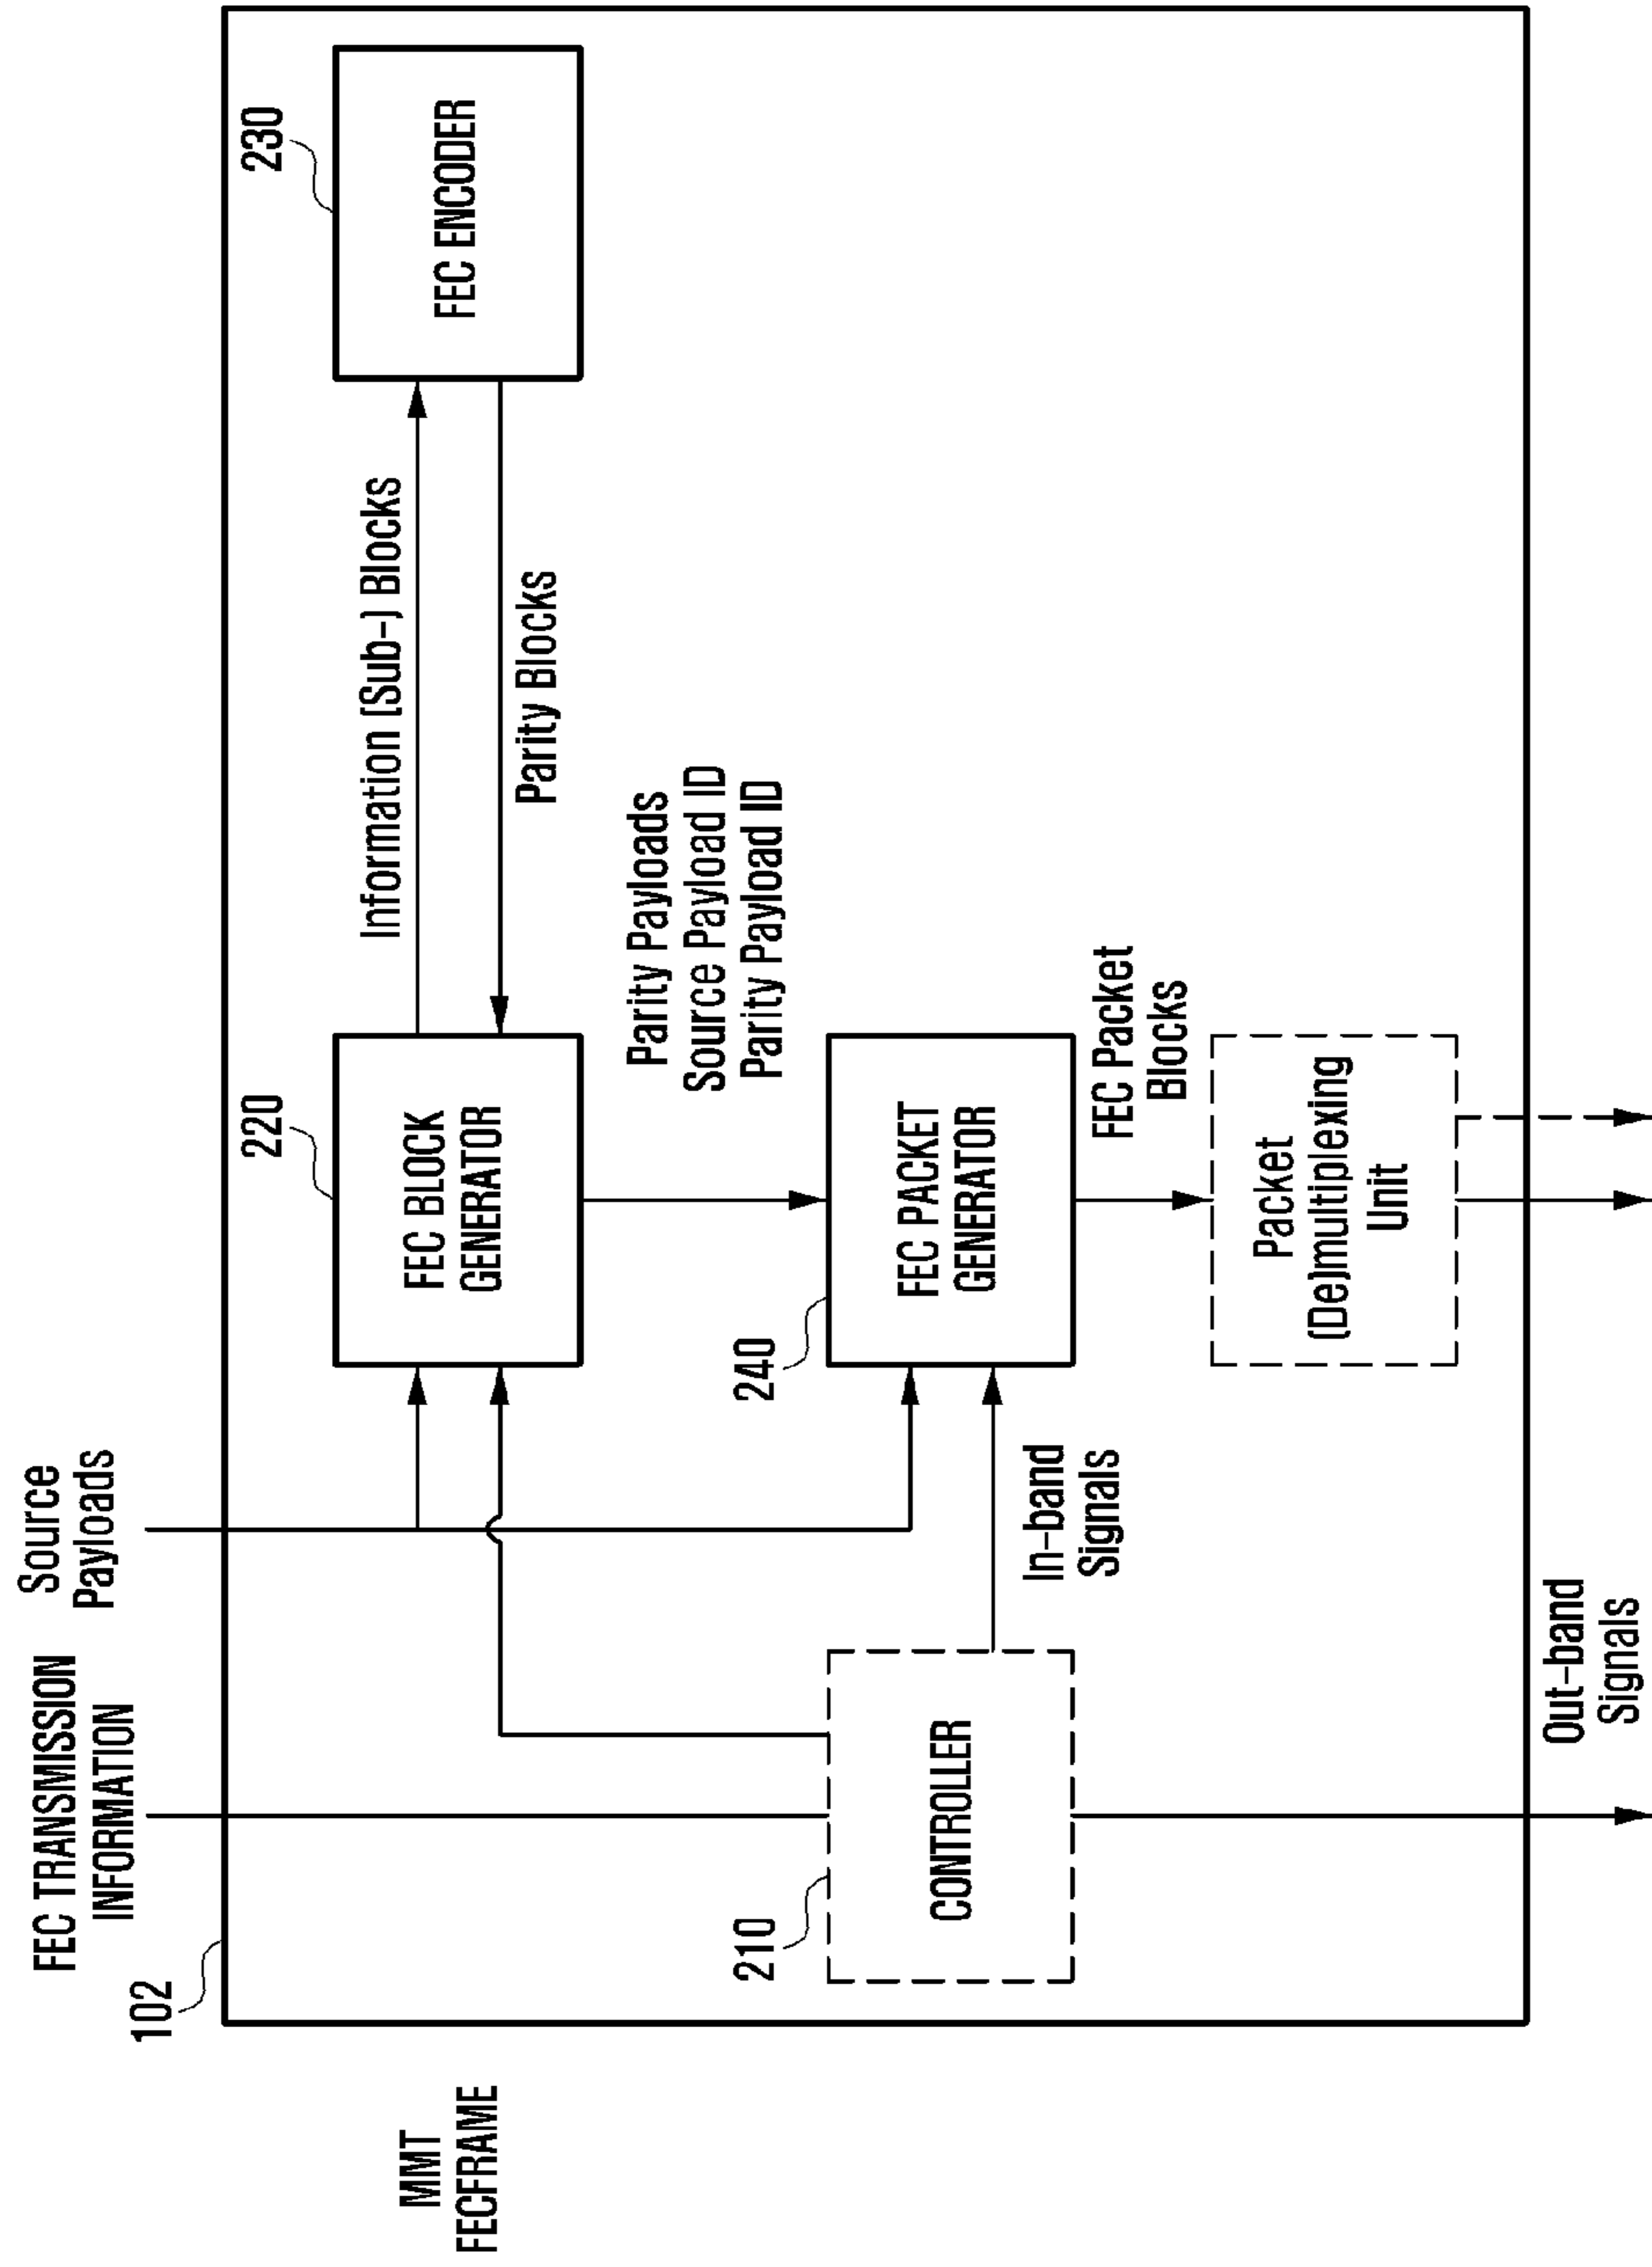 FEC TRANSMISSION
INFORMATION
Source
Payloads
102
MMT
FECFRAME
220
FEC BLOCK
GENERATOR
Information (Sub-) Blocks
Parity Blocks
230
FEC ENCODER
Parity Payloads
Source Payload ID
Parity Payload ID
210
CONTROLLER
In-band
Signals
240
FEC PACKET
GENERATOR
FEC Packet
Blocks
Packet
(De)multiplexing
Unit
Out-band
Signals